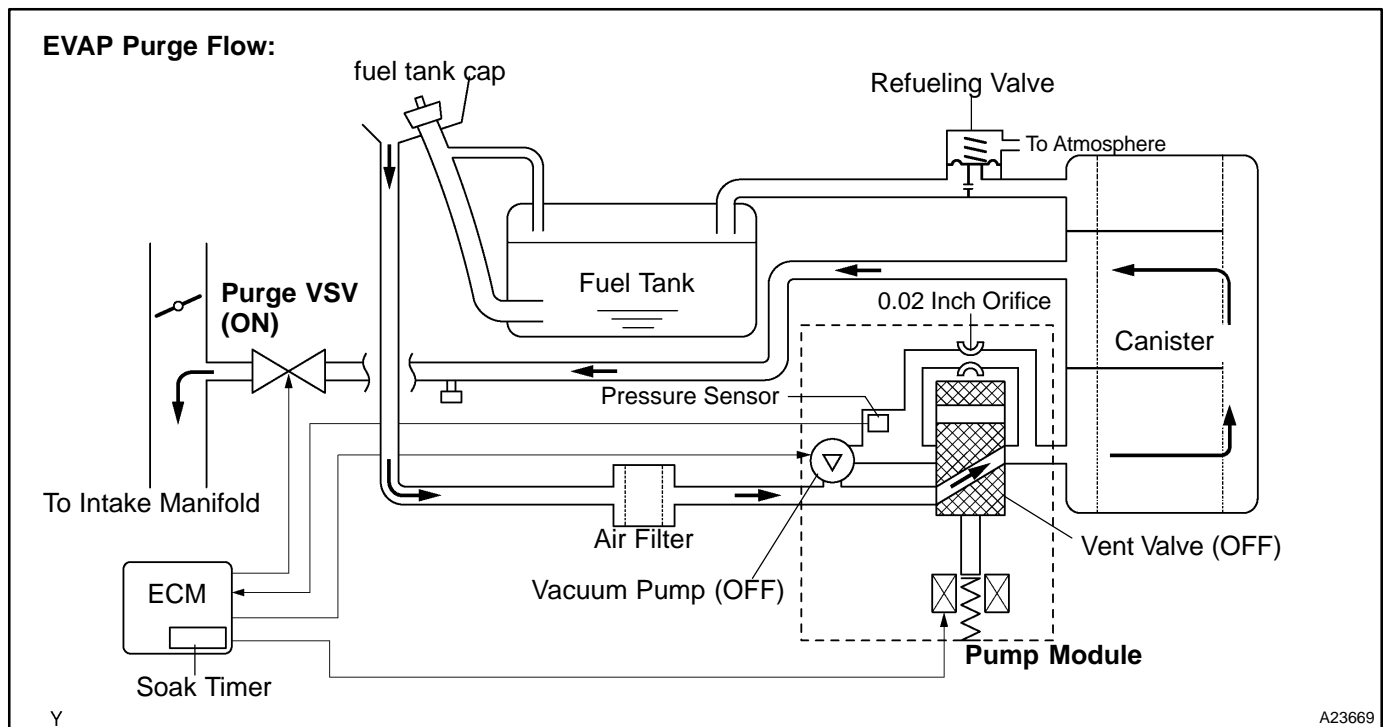 EVAP Purge Flow:
fuel tank cap
Refueling Valve
To Atmosphere
Fuel Tank
Purge VSV
(ON)
0.02 Inch Orifice
Canister
Pressure Sensor
To Intake Manifold
Air Filter
Vent Valve (OFF)
Vacuum Pump (OFF)
ECM
Pump Module
Soak Timer
Y
A23669